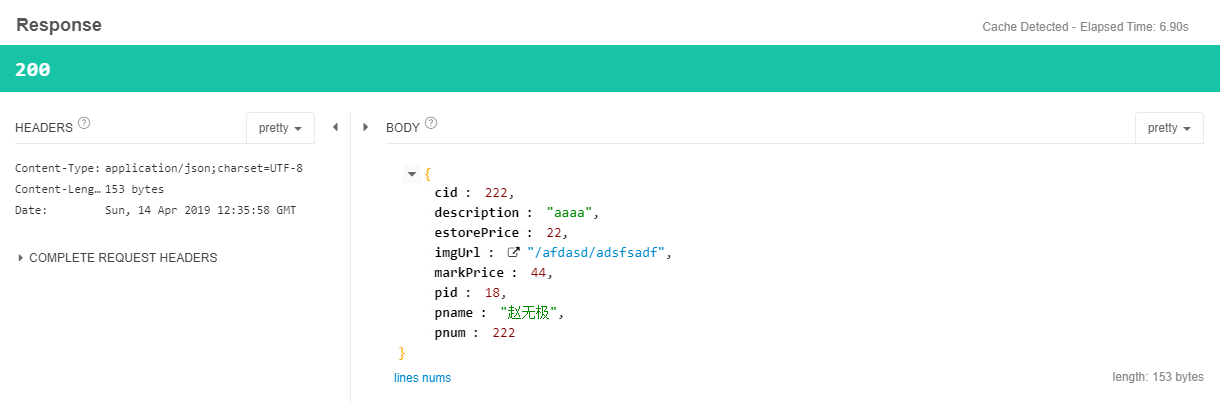 Response
Cache Detected - Elapsed Time: 6.90s
200
HEADERS ? pretty
Content-Type: application/json;charset=UTF-8
Content-Leng… 153 bytes
Date: Sun, 14 Apr 2019 12:35:58 GMT
COMPLETE REQUEST HEADERS
BODY ? pretty
{
cid : 222,
description : "aaaa",
estorePrice : 22,
imgUrl : "/afdasd/adsfsadf",
markPrice : 44,
pid : 18,
pname : "赵无极",
pnum : 222
}
lines nums
length: 153 bytes